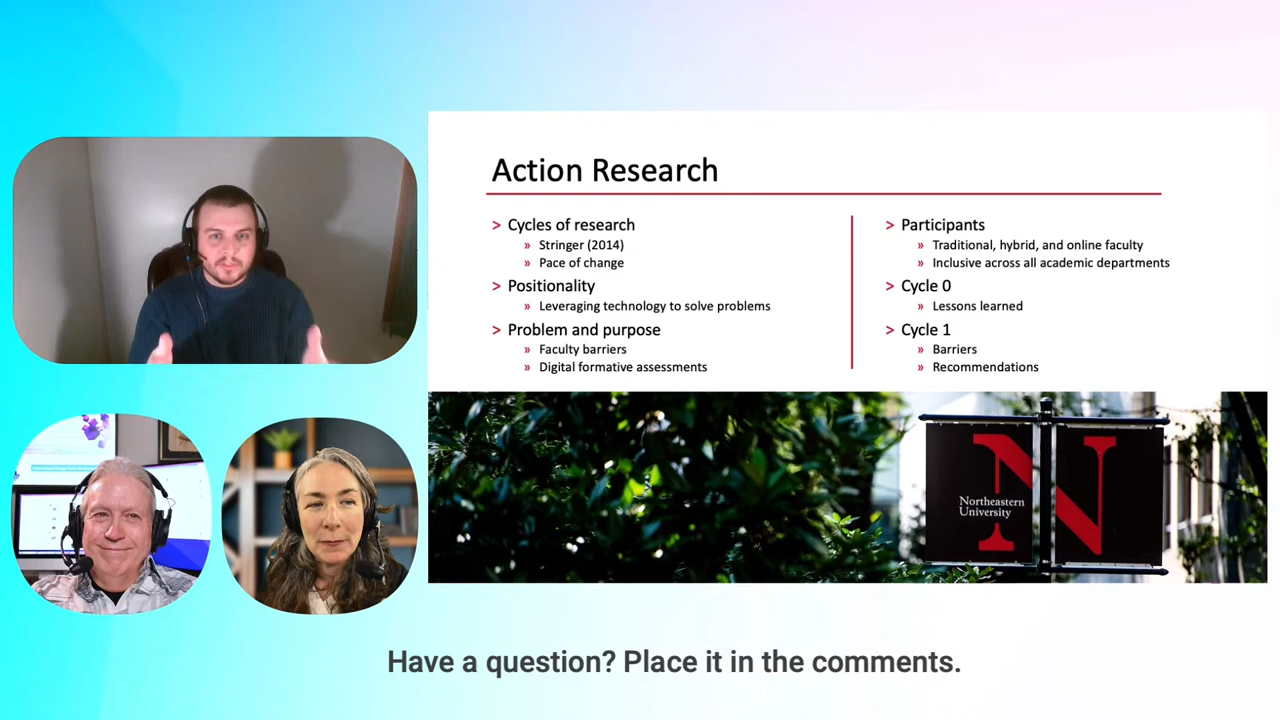 Action Research
> Cycles of research
» Stringer (2014)
» Pace of change
> Positionality
» Leveraging technology to solve problems
> Problem and purpose
» Faculty barriers
» Digital formative assessments
> Participants
» Traditional, hybrid, and online faculty
» Inclusive across all academic departments
> Cycle 0
» Lessons learned
> Cycle 1
» Barriers
» Recommendations
N
N
Northeastern
University
Have a question? Place it in the comments.